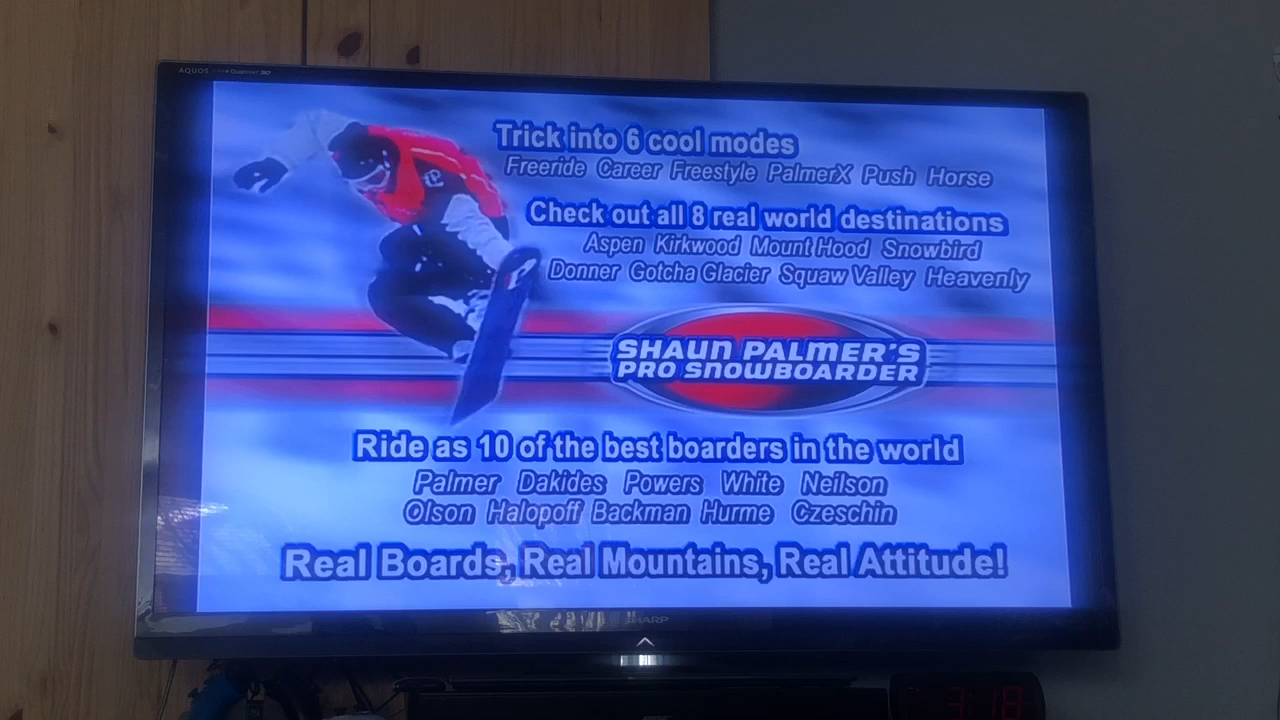 AQUOS
Trick into 6 cool modes
Freeride Career Freestyle PalmerX Push Horse
Check out all 8 real world destinations
Aspen Kirkwood Mount Hood Snowbird
Donner Gotcha Glacier Squaw Valley Heavenly
SHAUN PALMER'S
PRO SNOWBOARDER
Ride as 10 of the best boarders in the world
Palmer Dakides Powers White Neilson
Olson Halopoff Backman Hurme Czeschin
Real Boards, Real Mountains, Real Attitude!
SHARP
3:18